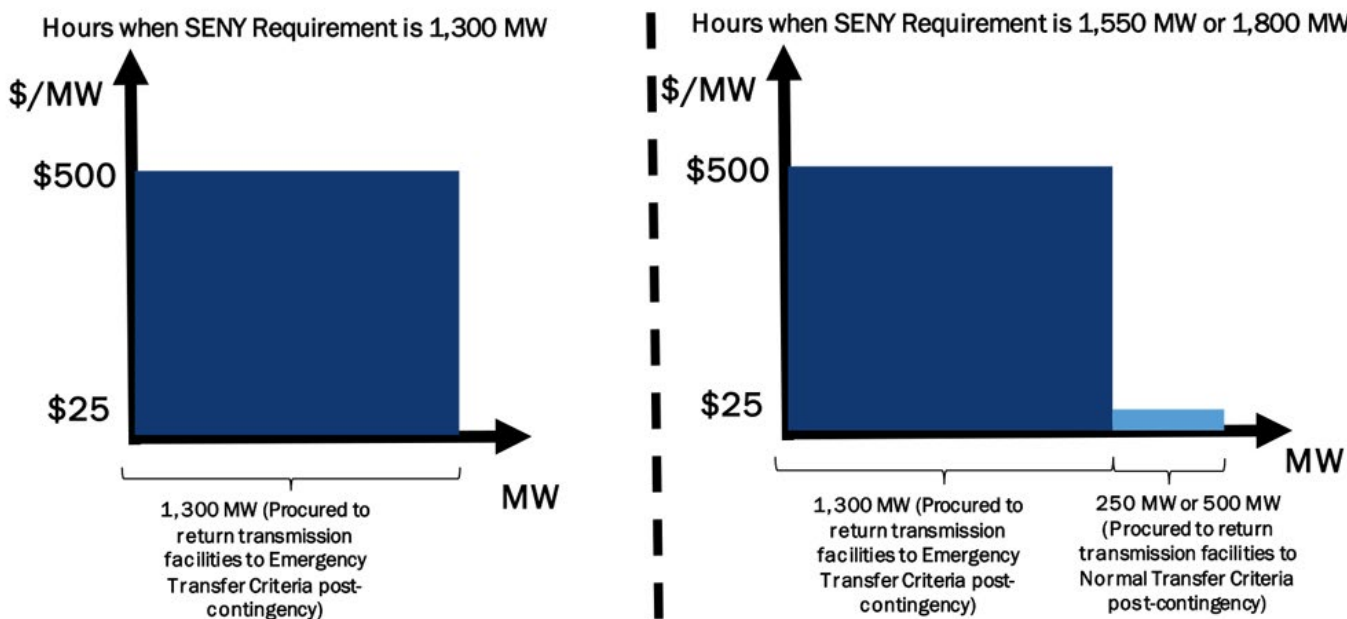 Hours when SENY Requirement is 1,300 MW
$/MW
$500
$25
MW
1,300 MW (Procured to
return transmission
facilities to Emergency
Transfer Criteria post-
contingency)
Hours when SENY Requirement is 1,550 MW or 1,800 MW
$/MW
$500
$25
MW
1,300 MW (Procured to
return transmission
facilities to Emergency
Transfer Criteria post-
contingency)
250 MW or 500 MW
(Procured to return
transmission facilities to
Normal Transfer Criteria
post-contingency)